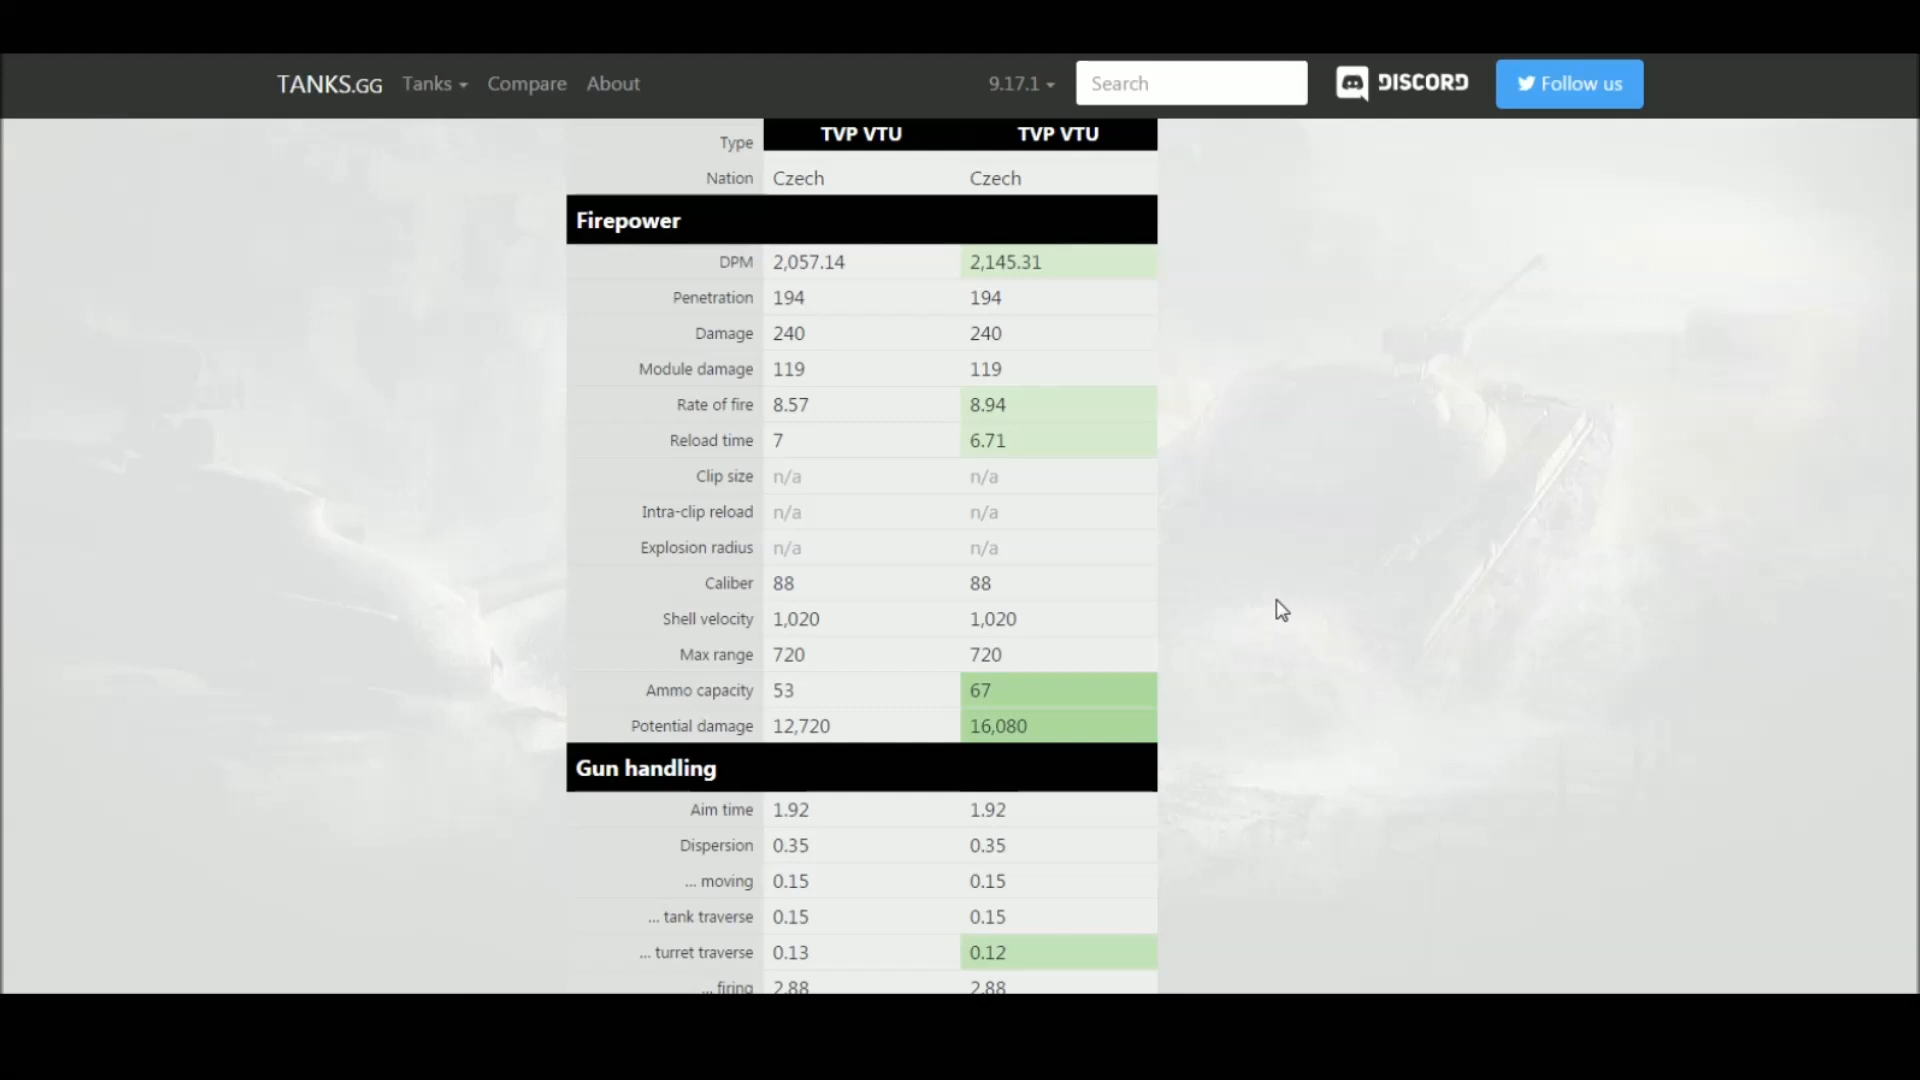 TANKS.GG Tanks Compare About 9.17.1 Search DISCORD Follow us
Type TVP VTU TVP VTU
Nation Czech Czech
Firepower
DPM 2,057.14 2,145.31
Penetration 194 194
Damage 240 240
Module damage 119 119
Rate of fire 8.57 8.94
Reload time 7 6.71
Clip size n/a n/a
Intra-clip reload n/a n/a
Explosion radius n/a n/a
Caliber 88 88
Shell velocity 1,020 1,020
Max range 720 720
Ammo capacity 53 67
Potential damage 12,720 16,080
Gun handling
Aim time 1.92 1.92
Dispersion 0.35 0.35
... moving 0.15 0.15
... tank traverse 0.15 0.15
... turret traverse 0.13 0.12
... firing 2.88 2.88